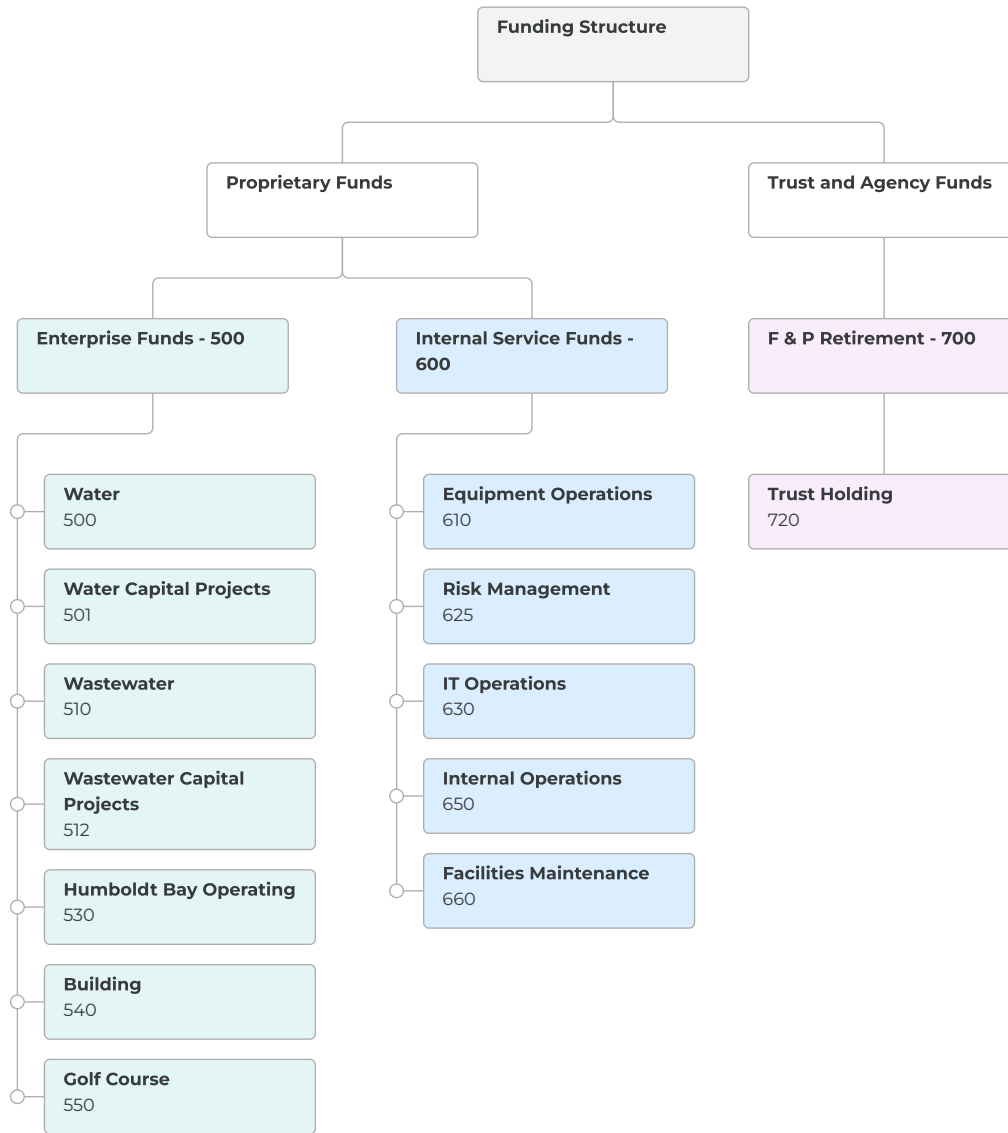 Funding Structure
Proprietary Funds
Trust and Agency Funds
Enterprise Funds - 500
Internal Service Funds -
600
F & P Retirement - 700
Water
500
Water Capital Projects
501
Wastewater
510
Wastewater Capital
Projects
512
Humboldt Bay Operating
530
Building
540
Golf Course
550
Equipment Operations
610
Risk Management
625
IT Operations
630
Internal Operations
650
Facilities Maintenance
660
Trust Holding
720